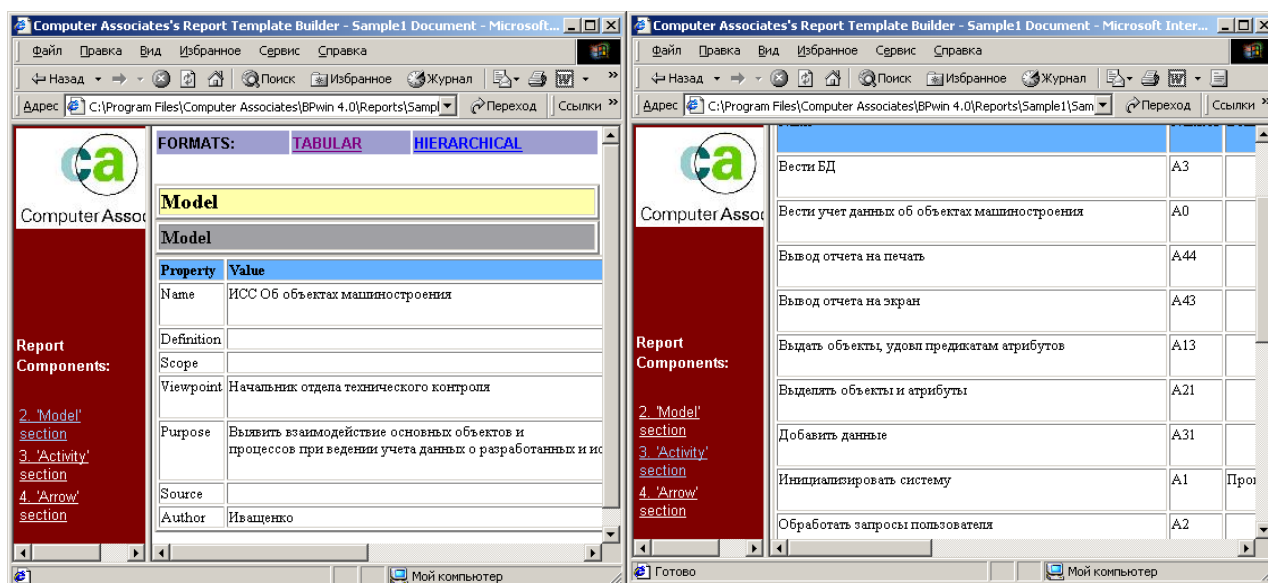 Computer Associates's Report Template Builder - Sample1 Document - Microsoft...
Файл Правка Вид Избранное Сервис Справка
Назад Поиск Избранное Журнал »
Адрес C:\Program Files\Computer Associates\BPwin 4.0\Reports\Sampl Переход Ссылки »
ca
Computer Asso
Report
Components:
2. 'Model'
section
3. 'Activity'
section
4. 'Arrow'
section
FORMATS: TABULAR HIERARCHICAL
Model
Model
Property Value
Name ИСС Об объектах машиностроения
Definition
Scope
Viewpoint Начальник отдела технического контроля
Purpose Выявить взаимодействие основных объектов и
процессов при ведении учета данных о разработанных и ис
Source
Author Иващенко
Мой компьютер
Computer Associates's Report Template Builder - Sample1 Document - Microsoft Inter...
Файл Правка Вид Избранное Сервис Справка
Назад Поиск Избранное Журнал
Адрес C:\Program Files\Computer Associates\BPwin 4.0\Reports\Sample1\Sam Переход Ссылки »
ca
Computer Asso
Report
Components:
2. 'Model'
section
3. 'Activity'
section
4. 'Arrow'
section
Вести БД A3
Вести учет данных об объектах машиностроения A0
Вывод отчета на печать A44
Вывод отчета на экран A43
Выдать объекты, удовл предикатам атрибутов A13
Выделять объекты и атрибуты A21
Добавить данные A31
Инициализировать систему A1 Про
Обработать запросы пользователя A2
Готово Мой компьютер